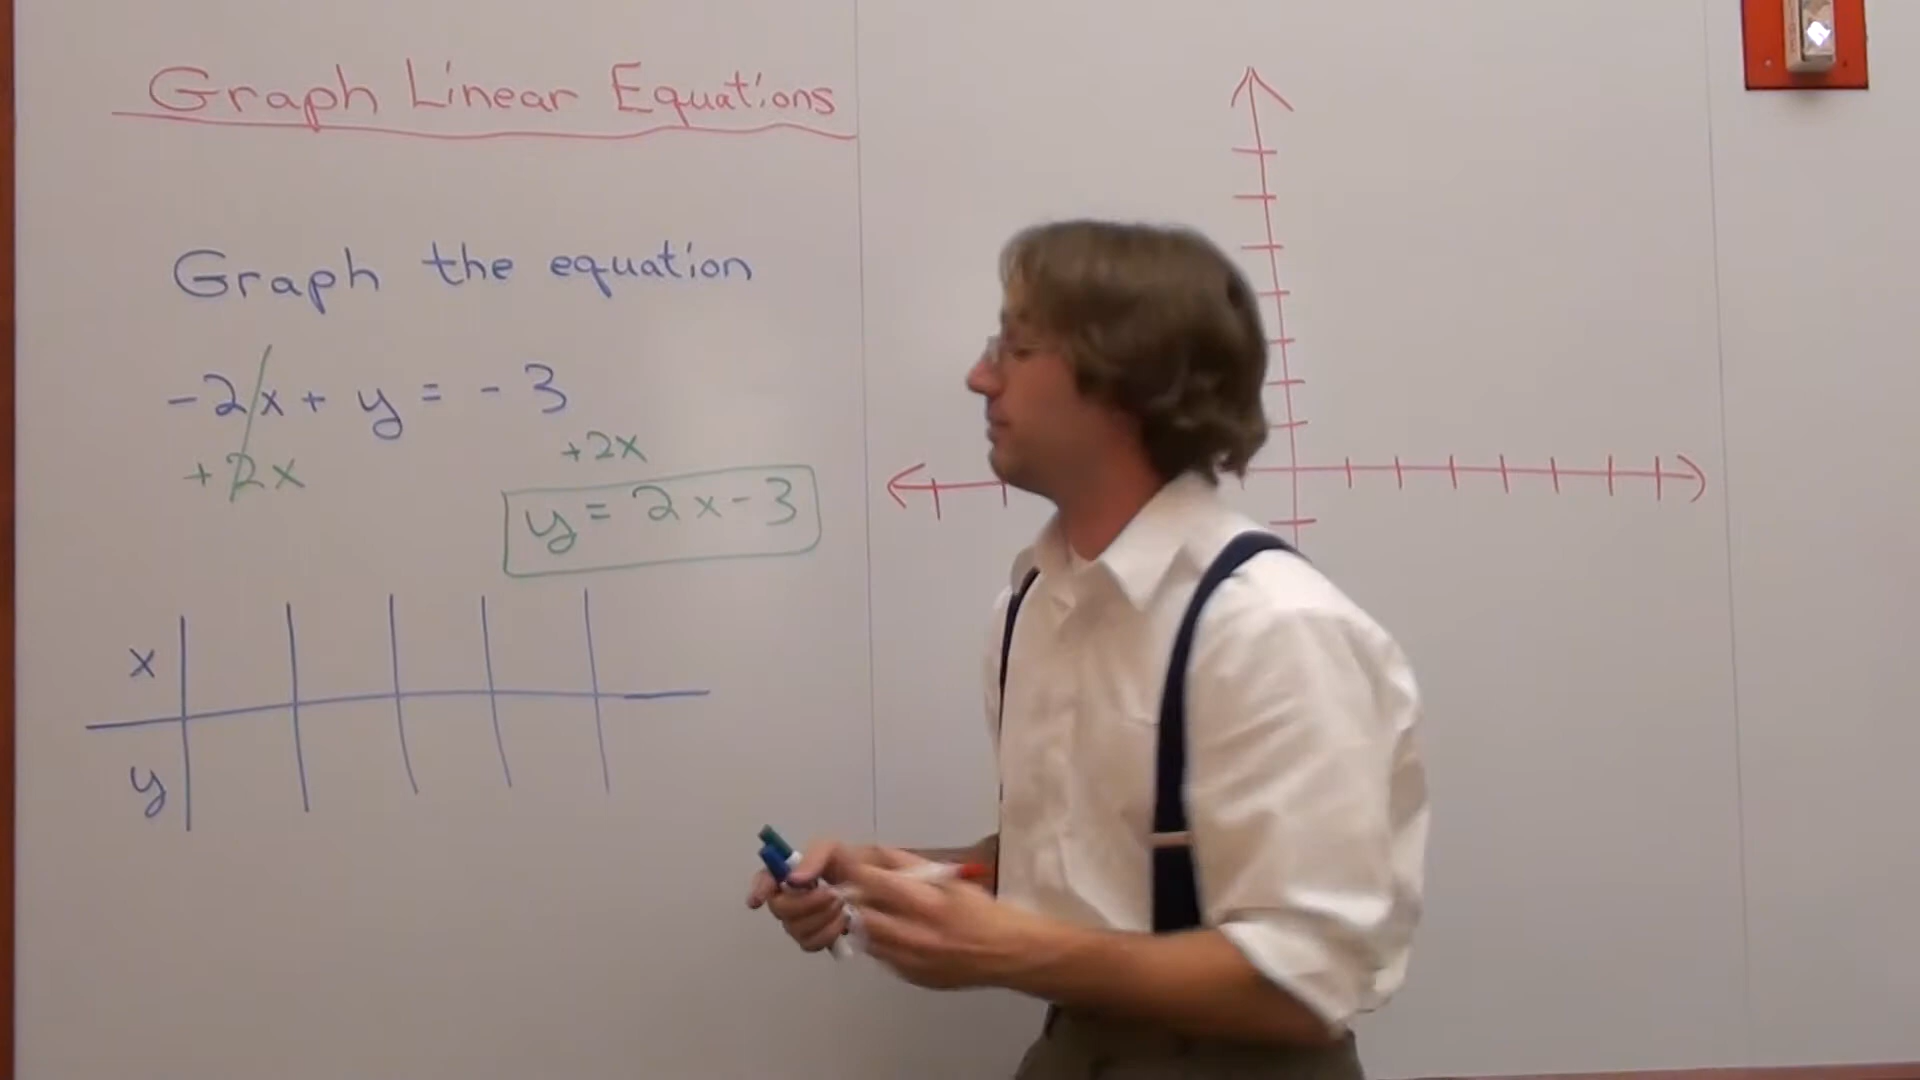 Graph Linear Equations
Graph the equation
-2x + y = -3
+2x +2x
y = 2x - 3
x
y